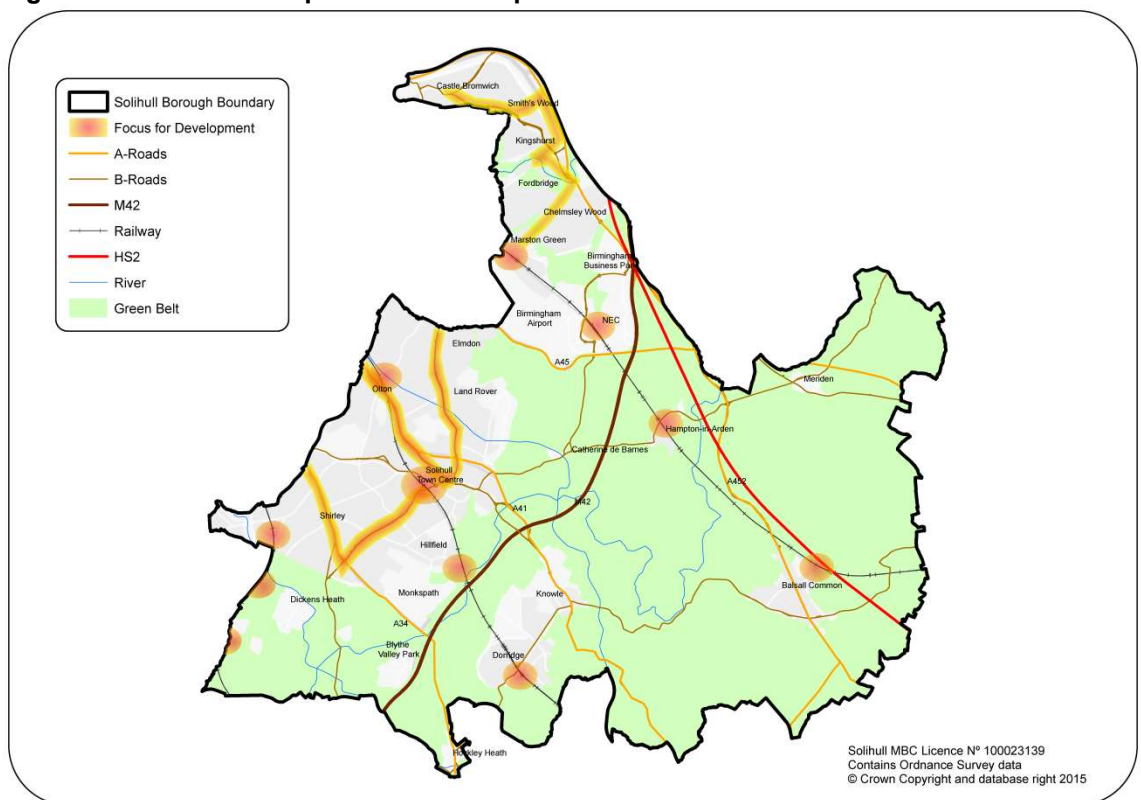 Solihull Borough Boundary
Focus for Development
A-Roads
B-Roads
M42
Railway
HS2
River
Green Belt
Castle Bromwich
Smith's Wood
Kingshurst
Fordbridge
Chelmsley Wood
Marston Green
Birmingham
Business Park
Birmingham
Airport
NEC
Elmdon
A45
Olton
Land Rover
Meriden
Hampton-in-Arden
Catherine de Barnes
Solihull
Town Centre
A452
M42
A41
Shirley
Hillfield
Balsall Common
Dickens Heath
Monkspath
Knowle
A34
Blythe
Valley Park
Dorridge
Hockley Heath
Solihull MBC Licence Nº 100023139
Contains Ordnance Survey data
© Crown Copyright and database right 2015